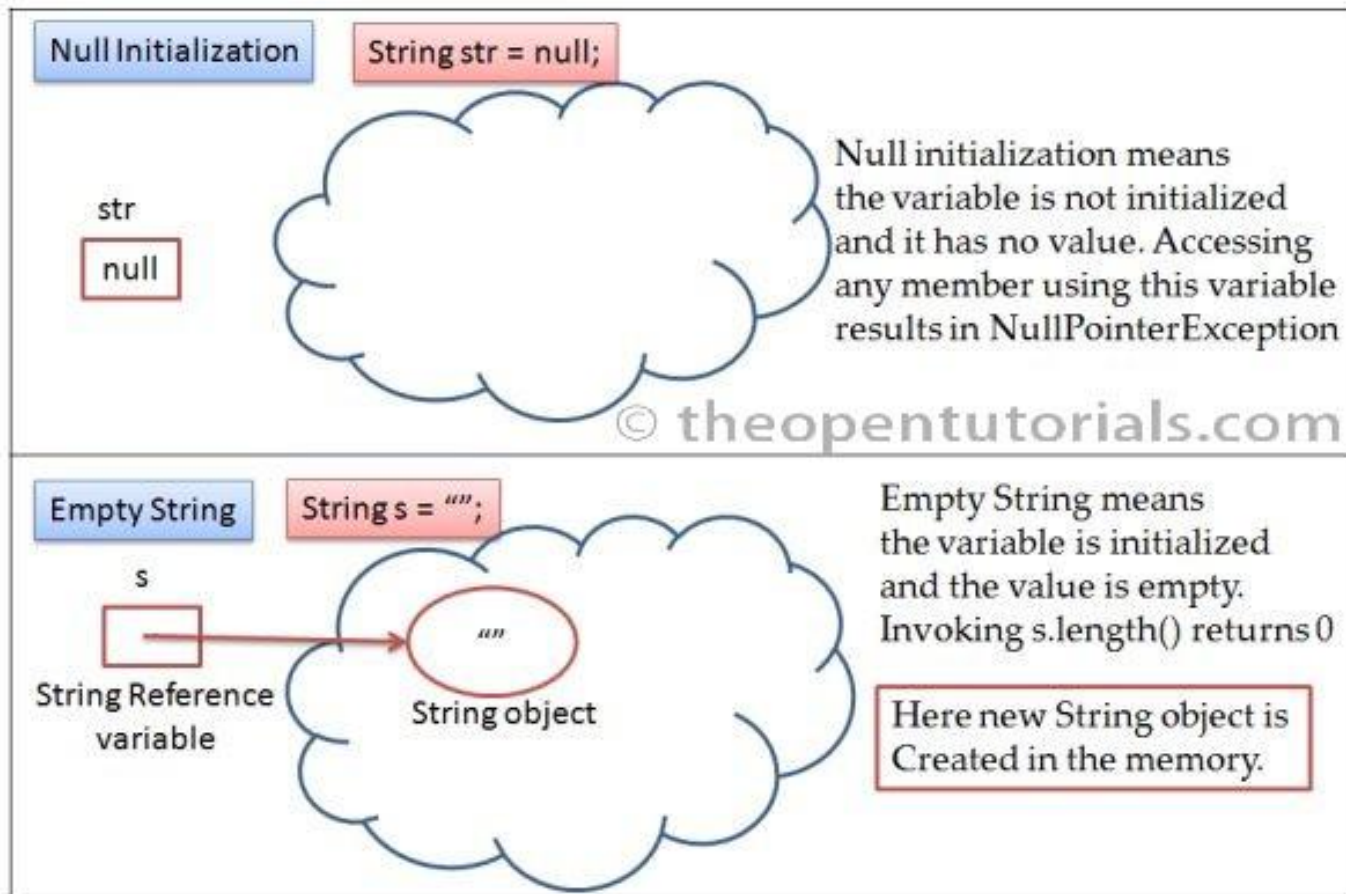 Null Initialization
String str = null;
str
null
Null initialization means
the variable is not initialized
and it has no value. Accessing
any member using this variable
results in NullPointerException
© theopentutorials.com
Empty String
String s = “”;
s
“”
String Reference
variable
String object
Empty String means
the variable is initialized
and the value is empty.
Invoking s.length() returns 0
Here new String object is
Created in the memory.